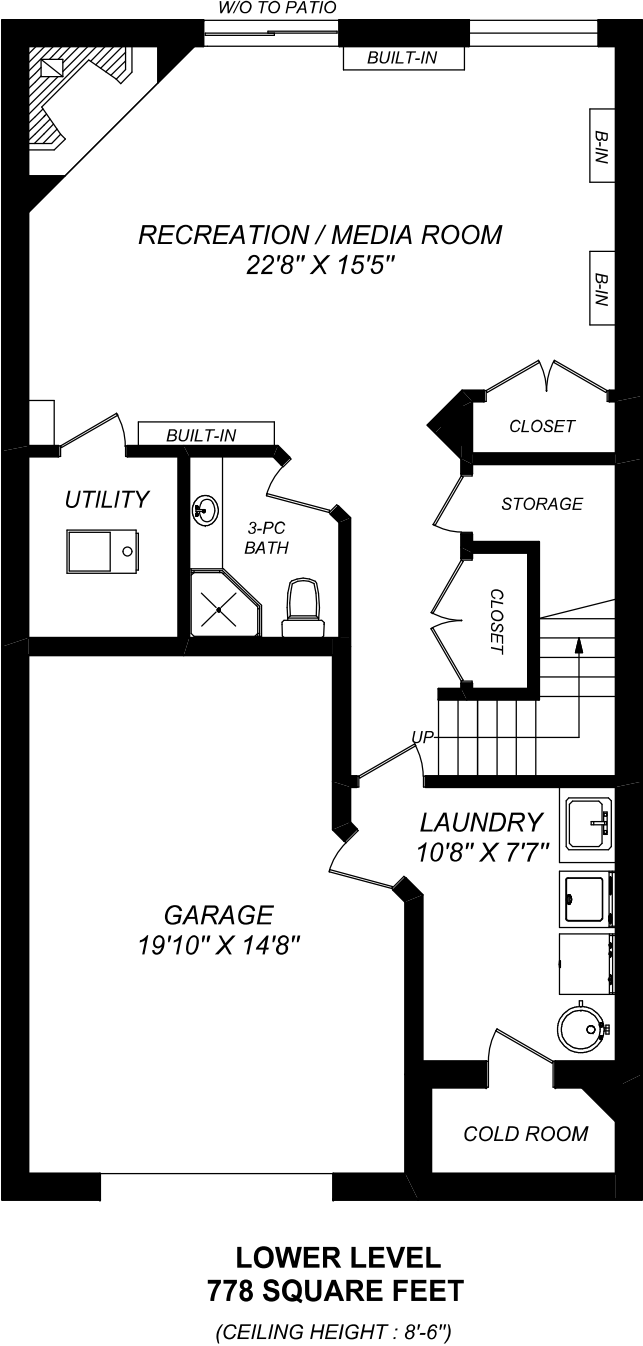 W/O TO PATIO
BUILT-IN
B-IN
RECREATION / MEDIA ROOM
22'8" X 15'5"
B-IN
CLOSET
BUILT-IN
UTILITY
STORAGE
3-PC
BATH
CLOSET
UP
LAUNDRY
10'8" X 7'7"
GARAGE
19'10" X 14'8"
COLD ROOM
LOWER LEVEL
778 SQUARE FEET
(CEILING HEIGHT : 8'-6")